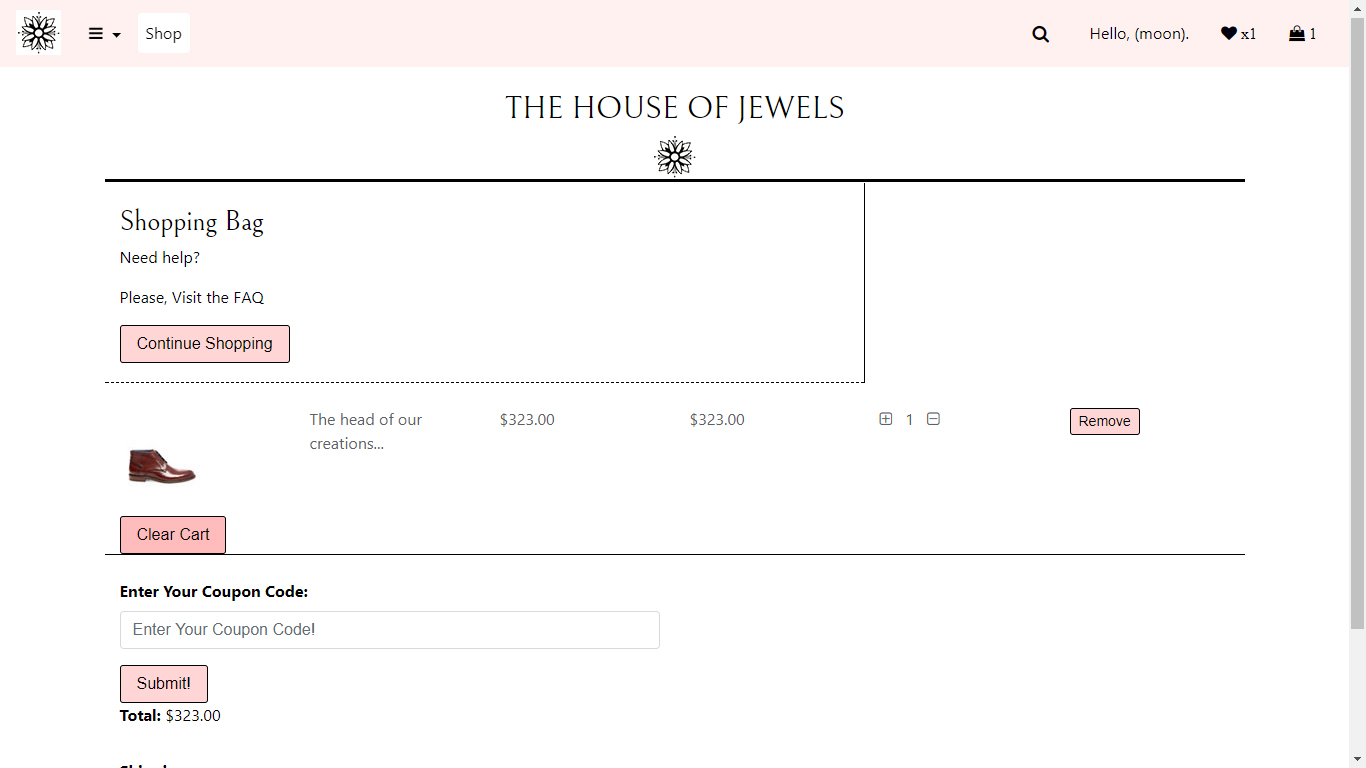 Shop
Hello, (moon).
x1
1
THE HOUSE OF JEWELS
Shopping Bag
Need help?
Please, Visit the FAQ
Continue Shopping
The head of our
creations...
$323.00
$323.00
1
Remove
Clear Cart
Enter Your Coupon Code:
Enter Your Coupon Code!
Submit!
Total: $323.00